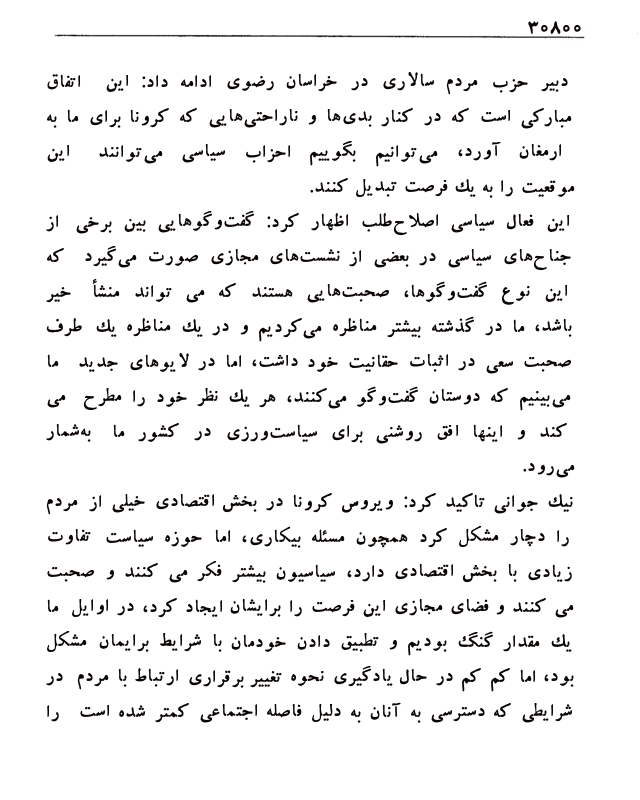 ۳۰۸۰۰
دبیر حزب مردم سالاری در خراسان رضوی ادامه داد: این اتفاق
مبارکی است که در کنار بدی‌ها و ناراحتی‌هایی که کرونا برای ما به
ارمغان آورد، می‌توانیم بگوییم احزاب سیاسی می‌توانند این
موقعیت را به یك فرصت تبدیل کنند.
این فعال سیاسی اصلاح‌طلب اظهار کرد: گفت‌وگوهایی بین برخی از
جناح‌های سیاسی در بعضی از نشست‌های مجازی صورت می‌گیرد که
این نوع گفت‌وگوها، صحبت‌هایی هستند که می تواند منشأ خیر
باشد، ما در گذشته بیشتر مناظره می‌کردیم و در یك مناظره یك طرف
صحبت سعی در اثبات حقانیت خود داشت، اما در لایوهای جدید ما
می‌بینیم که دوستان گفت‌وگو می‌کنند، هر یك نظر خود را مطرح می
کند و اینها افق روشنی برای سیاست‌ورزی در کشور ما به‌شمار
می‌رود.
نیك جوانی تاکید کرد: ویروس کرونا در بخش اقتصادی خیلی از مردم
را دچار مشکل کرد همچون مسئله بیکاری، اما حوزه سیاست تفاوت
زیادی با بخش اقتصادی دارد، سیاسیون بیشتر فکر می کنند و صحبت
می کنند و فضای مجازی این فرصت را برایشان ایجاد کرد، در اوایل ما
یك مقدار گنگ بودیم و تطبیق دادن خودمان با شرایط برایمان مشکل
بود، اما کم کم در حال یادگیری نحوه تغییر برقراری ارتباط با مردم در
شرایطی که دسترسی به آنان به دلیل فاصله اجتماعی کمتر شده است را